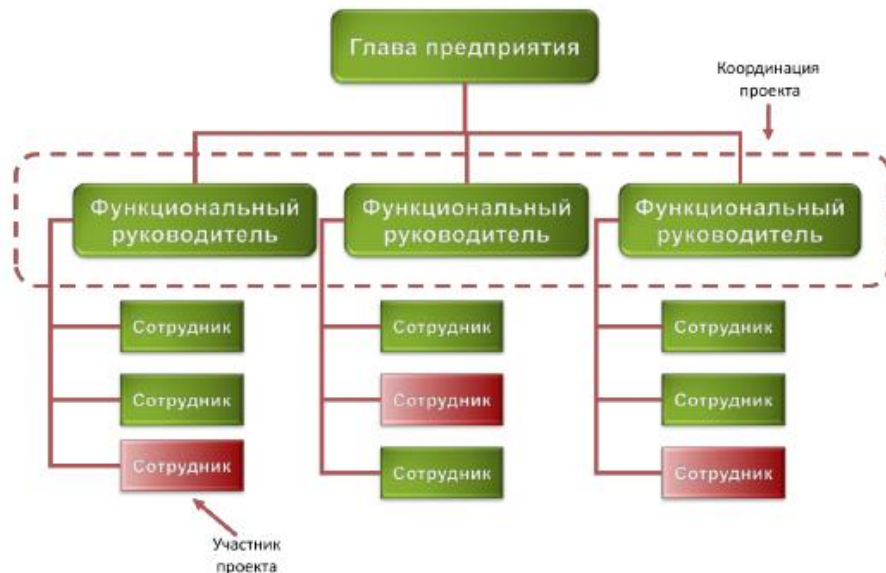 Глава предприятия
Координация
проекта
Функциональный
руководитель
Функциональный
руководитель
Функциональный
руководитель
Сотрудник
Сотрудник
Сотрудник
Сотрудник
Сотрудник
Сотрудник
Сотрудник
Сотрудник
Сотрудник
Участник
проекта